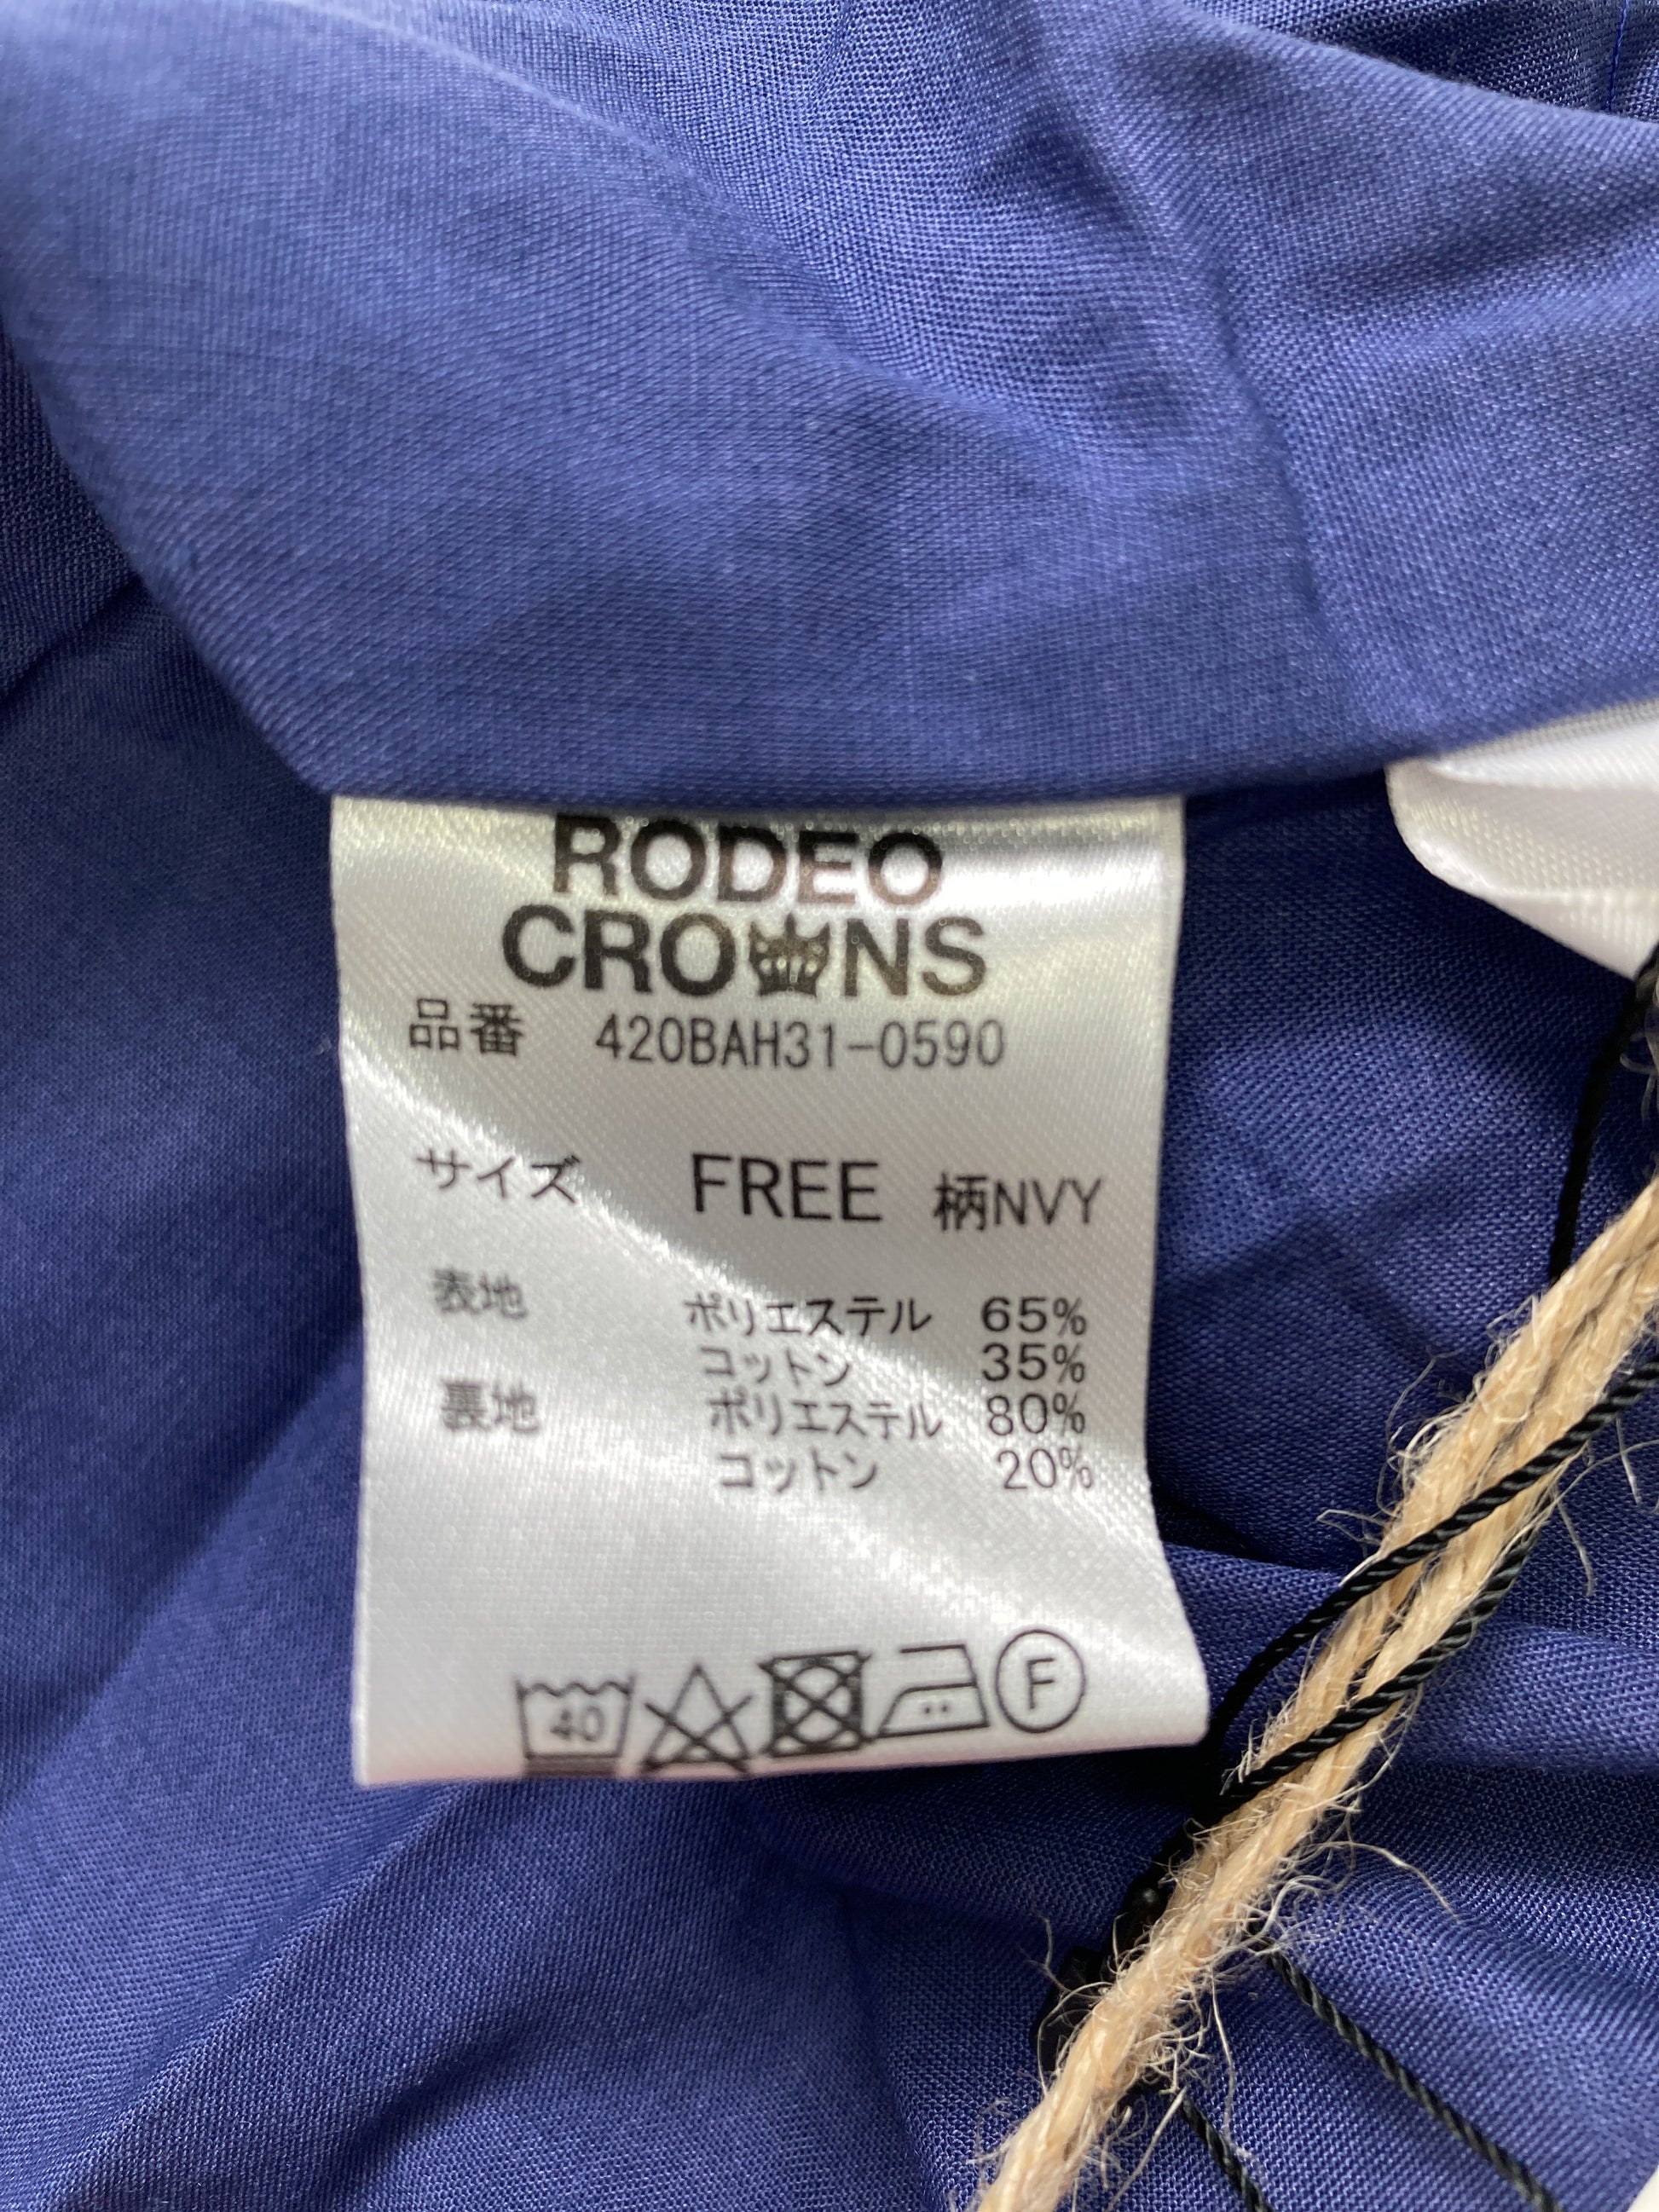 RODEO
CROWNS
品番 420BAH31-0590
サイズ FREE 柄NVY
表地 ポリエステル 65%
コットン 35%
裏地 ポリエステル 80%
コットン 20%
40 F